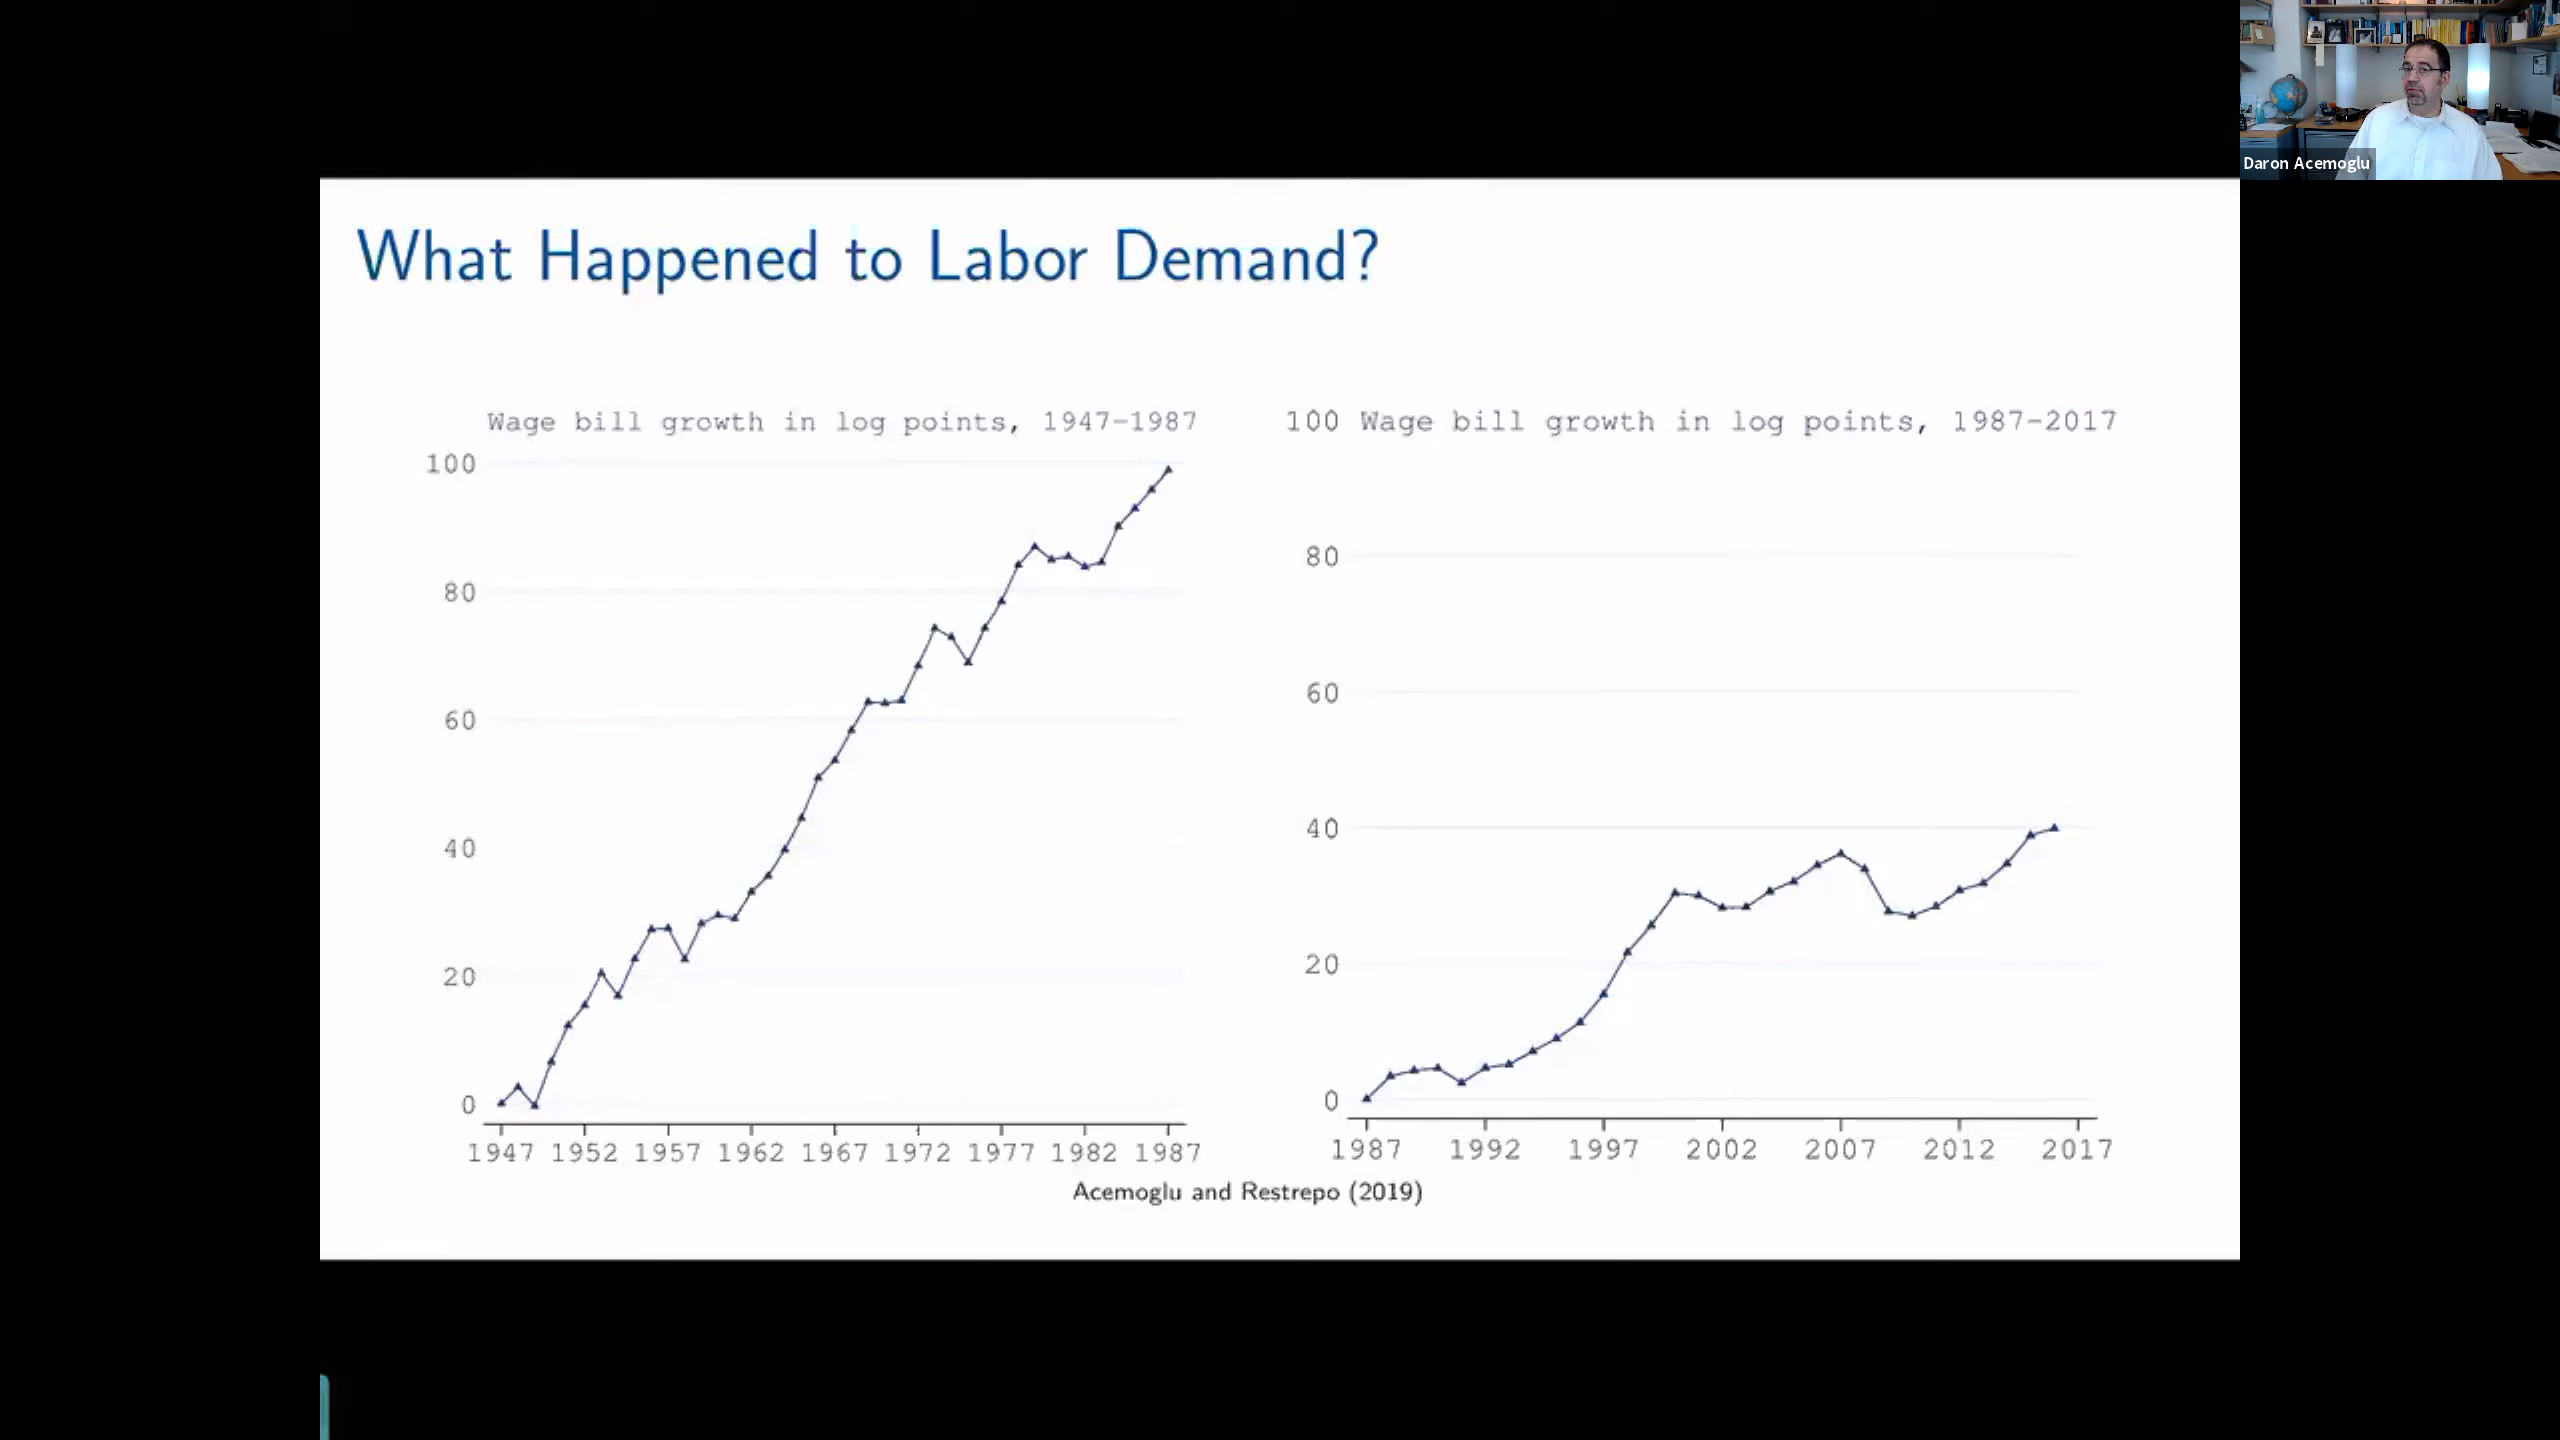 Daron Acemoglu
What Happened to Labor Demand?
Wage bill growth in log points, 1947-1987
100
80
60
40
20
0
1947 1952 1957 1962 1967 1972 1977 1982 1987
100 Wage bill growth in log points, 1987-2017
80
60
40
20
0
1987 1992 1997 2002 2007 2012 2017
Acemoglu and Restrepo (2019)